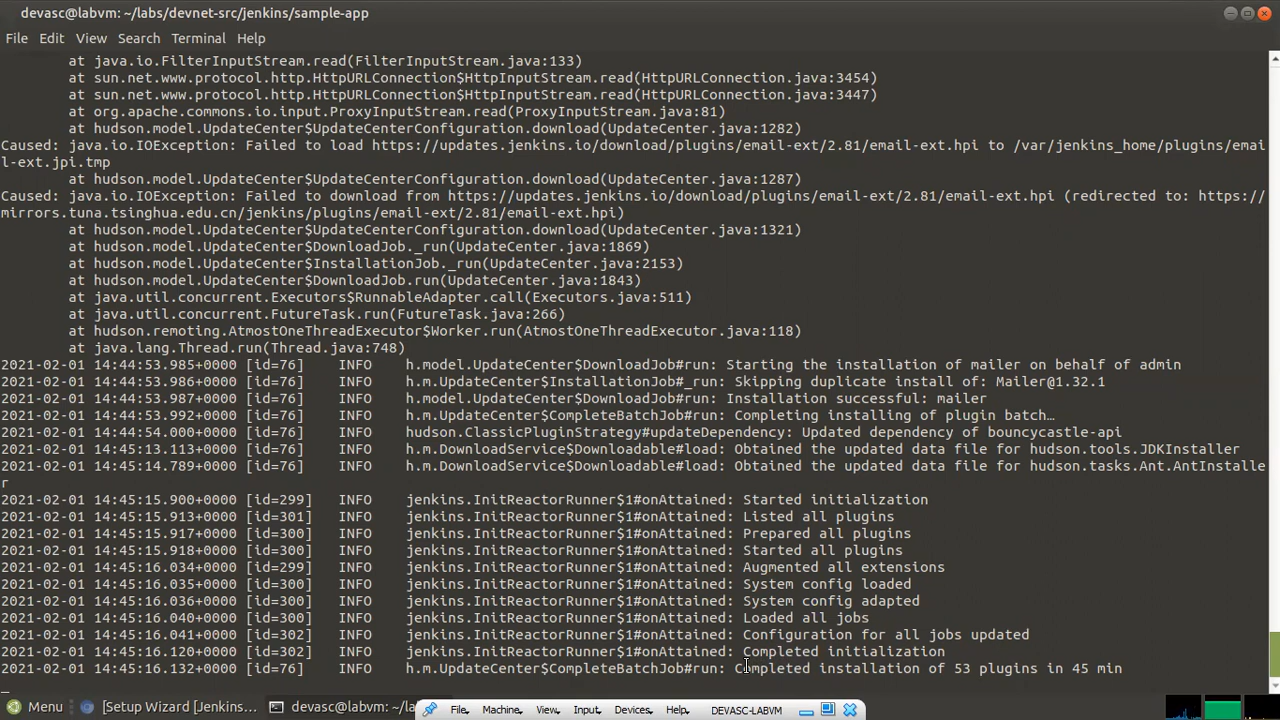 devasc@labvm: ~/labs/devnet-src/jenkins/sample-app
File Edit View Search Terminal Help
at java.io.FilterInputStream.read(FilterInputStream.java:133)
at sun.net.www.protocol.http.HttpURLConnection$HttpInputStream.read(HttpURLConnection.java:3454)
at sun.net.www.protocol.http.HttpURLConnection$HttpInputStream.read(HttpURLConnection.java:3447)
at org.apache.commons.io.input.ProxyInputStream.read(ProxyInputStream.java:81)
at hudson.model.UpdateCenter$UpdateCenterConfiguration.download(UpdateCenter.java:1282)
Caused: java.io.IOException: Failed to load https://updates.jenkins.io/download/plugins/email-ext/2.81/email-ext.hpi to /var/jenkins_home/plugins/emai
l-ext.jpi.tmp
at hudson.model.UpdateCenter$UpdateCenterConfiguration.download(UpdateCenter.java:1287)
Caused: java.io.IOException: Failed to download from https://updates.jenkins.io/download/plugins/email-ext/2.81/email-ext.hpi (redirected to: https://
mirrors.tuna.tsinghua.edu.cn/jenkins/plugins/email-ext/2.81/email-ext.hpi)
at hudson.model.UpdateCenter$UpdateCenterConfiguration.download(UpdateCenter.java:1321)
at hudson.model.UpdateCenter$DownloadJob._run(UpdateCenter.java:1869)
at hudson.model.UpdateCenter$InstallationJob._run(UpdateCenter.java:2153)
at hudson.model.UpdateCenter$DownloadJob.run(UpdateCenter.java:1843)
at java.util.concurrent.Executors$RunnableAdapter.call(Executors.java:511)
at java.util.concurrent.FutureTask.run(FutureTask.java:266)
at hudson.remoting.AtmostOneThreadExecutor$Worker.run(AtmostOneThreadExecutor.java:118)
at java.lang.Thread.run(Thread.java:748)
2021-02-01 14:44:53.985+0000 [id=76] INFO h.model.UpdateCenter$DownloadJob#run: Starting the installation of mailer on behalf of admin
2021-02-01 14:44:53.986+0000 [id=76] INFO h.m.UpdateCenter$InstallationJob#_run: Skipping duplicate install of: Mailer@1.32.1
2021-02-01 14:44:53.987+0000 [id=76] INFO h.model.UpdateCenter$DownloadJob#run: Installation successful: mailer
2021-02-01 14:44:53.992+0000 [id=76] INFO h.m.UpdateCenter$CompleteBatchJob#run: Completing installing of plugin batch…
2021-02-01 14:44:54.000+0000 [id=76] INFO hudson.ClassicPluginStrategy#updateDependency: Updated dependency of bouncycastle-api
2021-02-01 14:45:13.113+0000 [id=76] INFO h.m.DownloadService$Downloadable#load: Obtained the updated data file for hudson.tools.JDKInstaller
2021-02-01 14:45:14.789+0000 [id=76] INFO h.m.DownloadService$Downloadable#load: Obtained the updated data file for hudson.tasks.Ant.AntInstalle
r
2021-02-01 14:45:15.900+0000 [id=299] INFO jenkins.InitReactorRunner$1#onAttained: Started initialization
2021-02-01 14:45:15.913+0000 [id=301] INFO jenkins.InitReactorRunner$1#onAttained: Listed all plugins
2021-02-01 14:45:15.917+0000 [id=300] INFO jenkins.InitReactorRunner$1#onAttained: Prepared all plugins
2021-02-01 14:45:15.918+0000 [id=300] INFO jenkins.InitReactorRunner$1#onAttained: Started all plugins
2021-02-01 14:45:16.034+0000 [id=299] INFO jenkins.InitReactorRunner$1#onAttained: Augmented all extensions
2021-02-01 14:45:16.035+0000 [id=300] INFO jenkins.InitReactorRunner$1#onAttained: System config loaded
2021-02-01 14:45:16.036+0000 [id=300] INFO jenkins.InitReactorRunner$1#onAttained: System config adapted
2021-02-01 14:45:16.040+0000 [id=300] INFO jenkins.InitReactorRunner$1#onAttained: Loaded all jobs
2021-02-01 14:45:16.041+0000 [id=302] INFO jenkins.InitReactorRunner$1#onAttained: Configuration for all jobs updated
2021-02-01 14:45:16.120+0000 [id=302] INFO jenkins.InitReactorRunner$1#onAttained: Completed initialization
2021-02-01 14:45:16.132+0000 [id=76] INFO h.m.UpdateCenter$CompleteBatchJob#run: Completed installation of 53 plugins in 45 min
Menu [Setup Wizard [Jenkins... devasc@labvm: ~/la File Machine View Input Devices Help DEVASC-LABVM